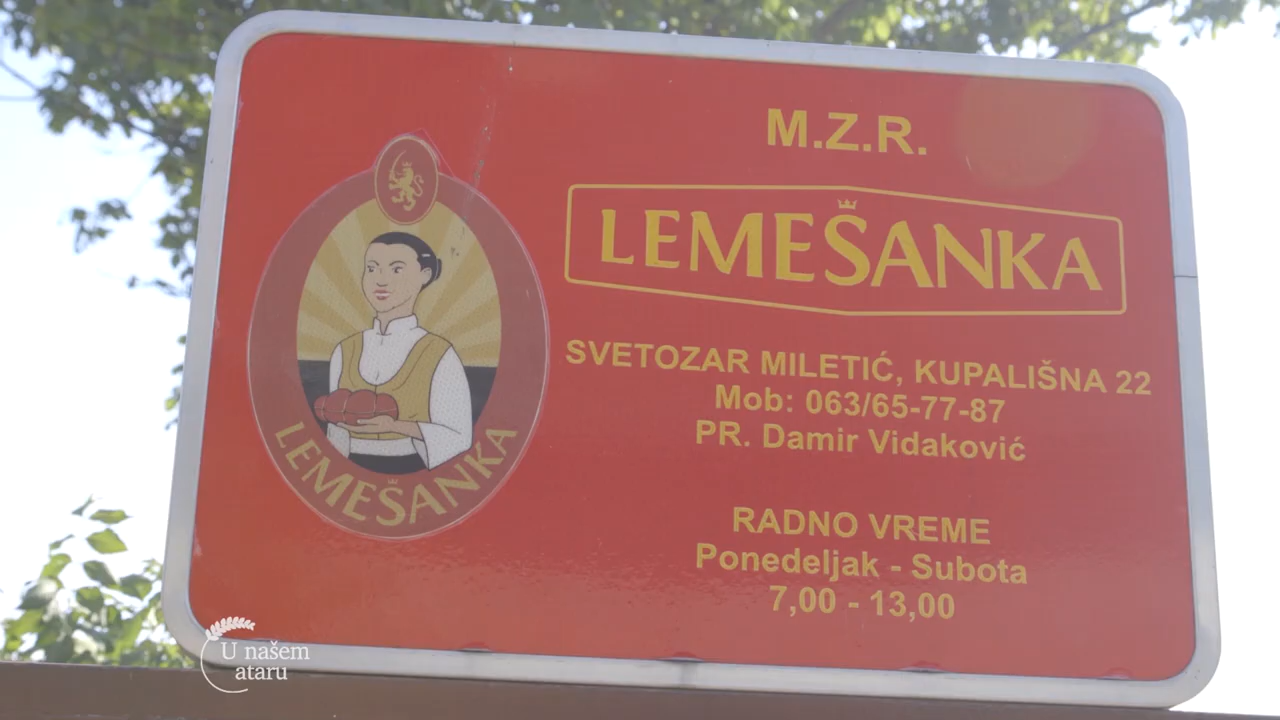 M.Z.R.
LEMEŠANKA
SVETOZAR MILETIĆ, KUPALIŠNA 22
Mob: 063/65-77-87
PR. Damir Vidaković
RADNO VREME
Ponedeljak - Subota
7,00 - 13,00
LEMEŠANKA
U našem
ataru